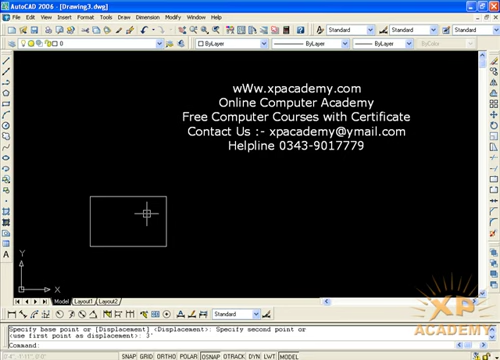 AutoCAD 2006 - [Drawing3.dwg]
File Edit View Insert Format Tools Draw Dimension Modify Window Help
Standard Standard
0 ByLayer ByLayer ByLayer ByColor
wWw.xpacademy.com
Online Computer Academy
Free Computer Courses with Certificate
Contact Us :- xpacademy@ymail.com
Helpline 0343-9017779
Y
X
Model Layout1 Layout2
Standard
XP
ACADEMY
Specify base point or [Displacement] <Displacement>: Specify second point or
<use first point as displacement>: 3'
Command:
SNAP GRID ORTHO POLAR OSNAP OTRACK DYN LWT MODEL